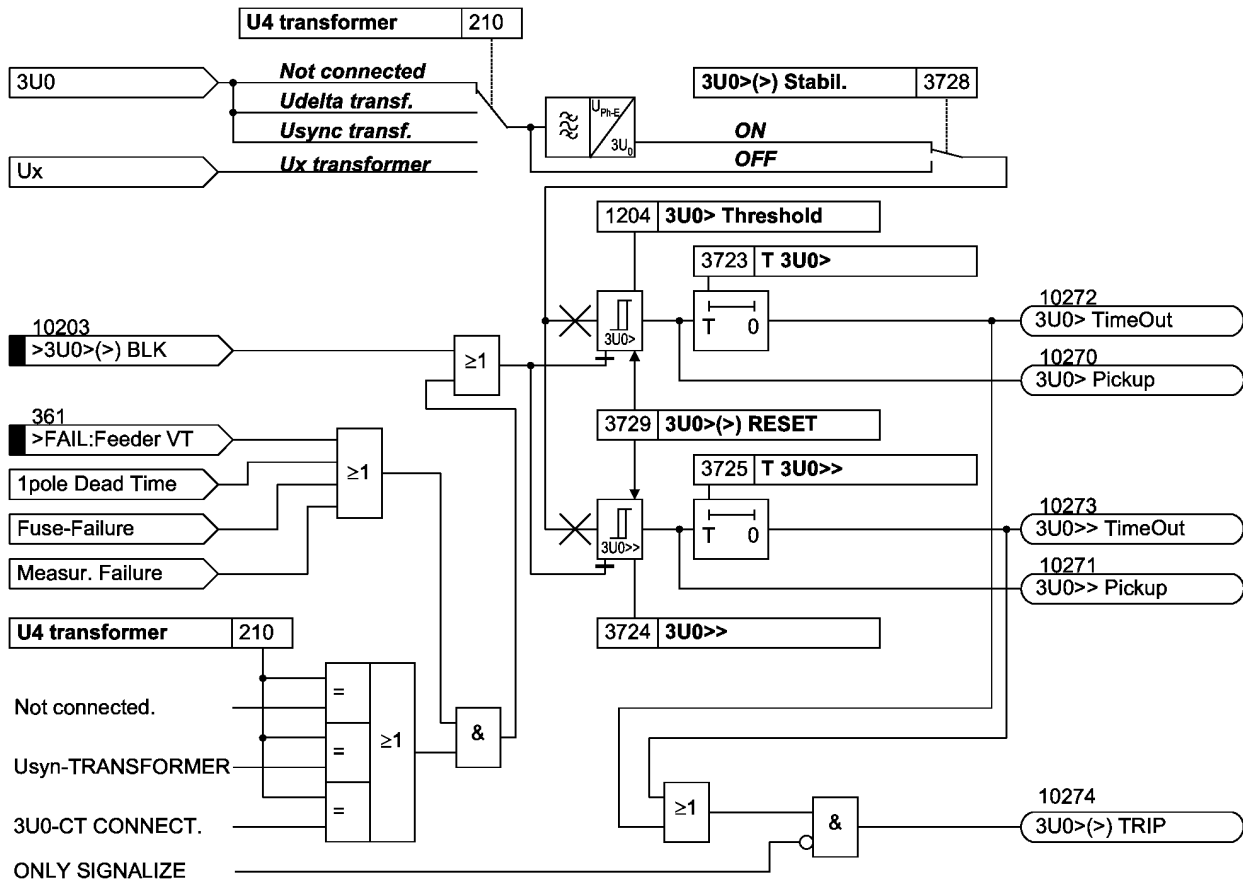 U4 transformer 210
3U0 Not connected
Udelta transf.
Usync transf.
Ux Ux transformer
3U0>(>) Stabil. 3728
UPh-E
3U0
ON
OFF
1204 3U0> Threshold
3723 T 3U0>
3U0>
T 0
10272
3U0> TimeOut
10270
3U0> Pickup
10203
>3U0>(>) BLK
≥1
3729 3U0>(>) RESET
361
>FAIL:Feeder VT
1pole Dead Time
Fuse-Failure
Measur. Failure
≥1
3725 T 3U0>>
3U0>>
T 0
10273
3U0>> TimeOut
10271
3U0>> Pickup
3724 3U0>>
U4 transformer 210
Not connected.
=
Usyn-TRANSFORMER
=
≥1
&
3U0-CT CONNECT.
=
ONLY SIGNALIZE
≥1
&
10274
3U0>(>) TRIP